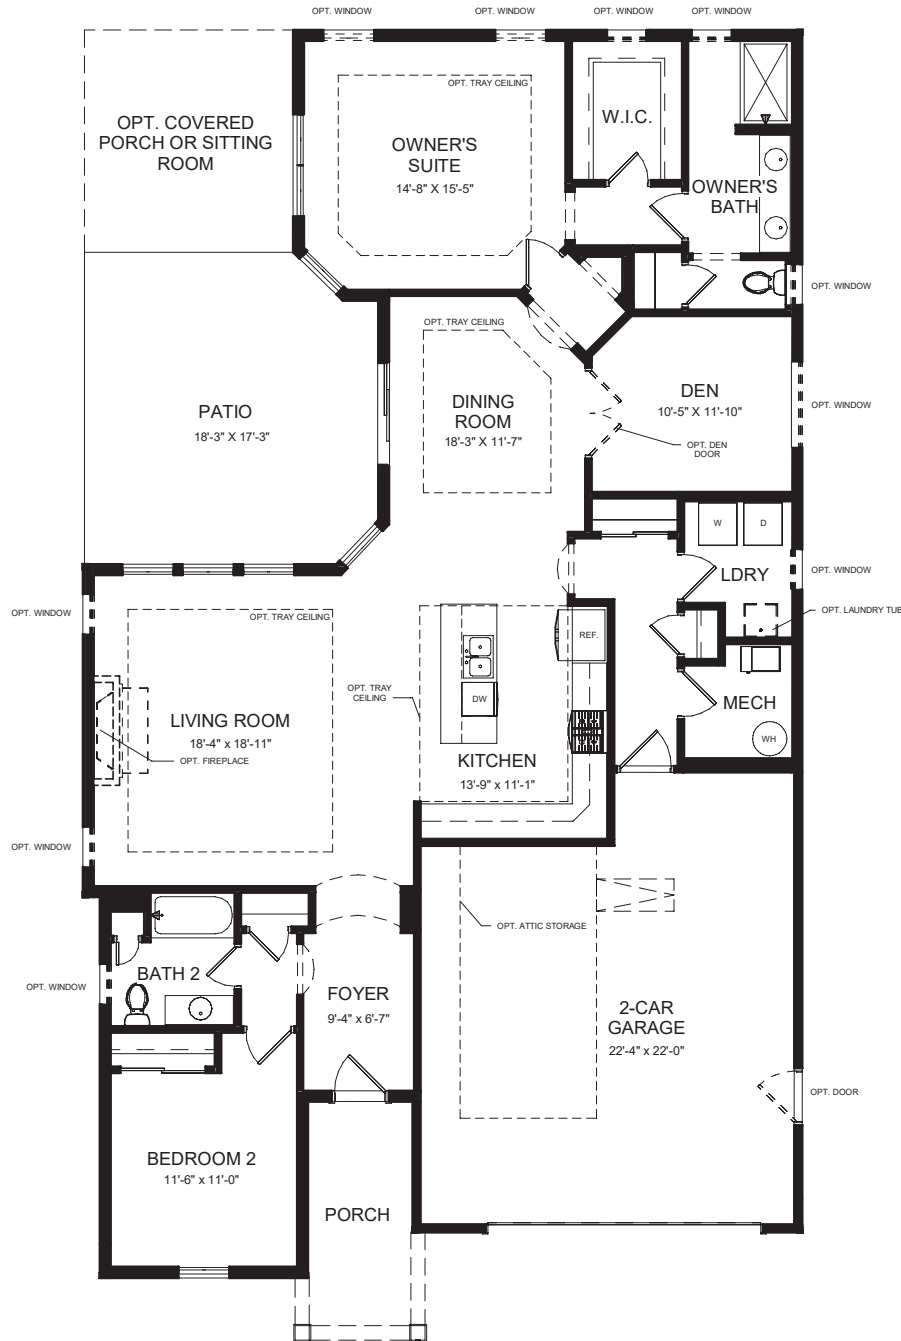 OPT. WINDOW
OPT. WINDOW
OPT. WINDOW
OPT. WINDOW
OPT. TRAY CEILING
OPT. COVERED
PORCH OR SITTING
ROOM
OWNER'S
SUITE
14'-8" X 15'-5"
W.I.C.
OWNER'S
BATH
OPT. WINDOW
OPT. TRAY CEILING
PATIO
18'-3" X 17'-3"
DINING
ROOM
18'-3" X 11'-7"
DEN
10'-5" X 11'-10"
OPT. WINDOW
OPT. DEN
DOOR
W
D
LDRY
OPT. WINDOW
OPT. LAUNDRY TUB
OPT. WINDOW
OPT. TRAY CEILING
REF.
OPT. TRAY
CEILING
DW
MECH
WH
LIVING ROOM
18'-4" x 18'-11"
OPT. FIREPLACE
KITCHEN
13'-9" x 11'-1"
OPT. WINDOW
OPT. ATTIC STORAGE
OPT. WINDOW
BATH 2
FOYER
9'-4" x 6'-7"
2-CAR
GARAGE
22'-4" x 22'-0"
OPT. DOOR
BEDROOM 2
11'-6" x 11'-0"
PORCH